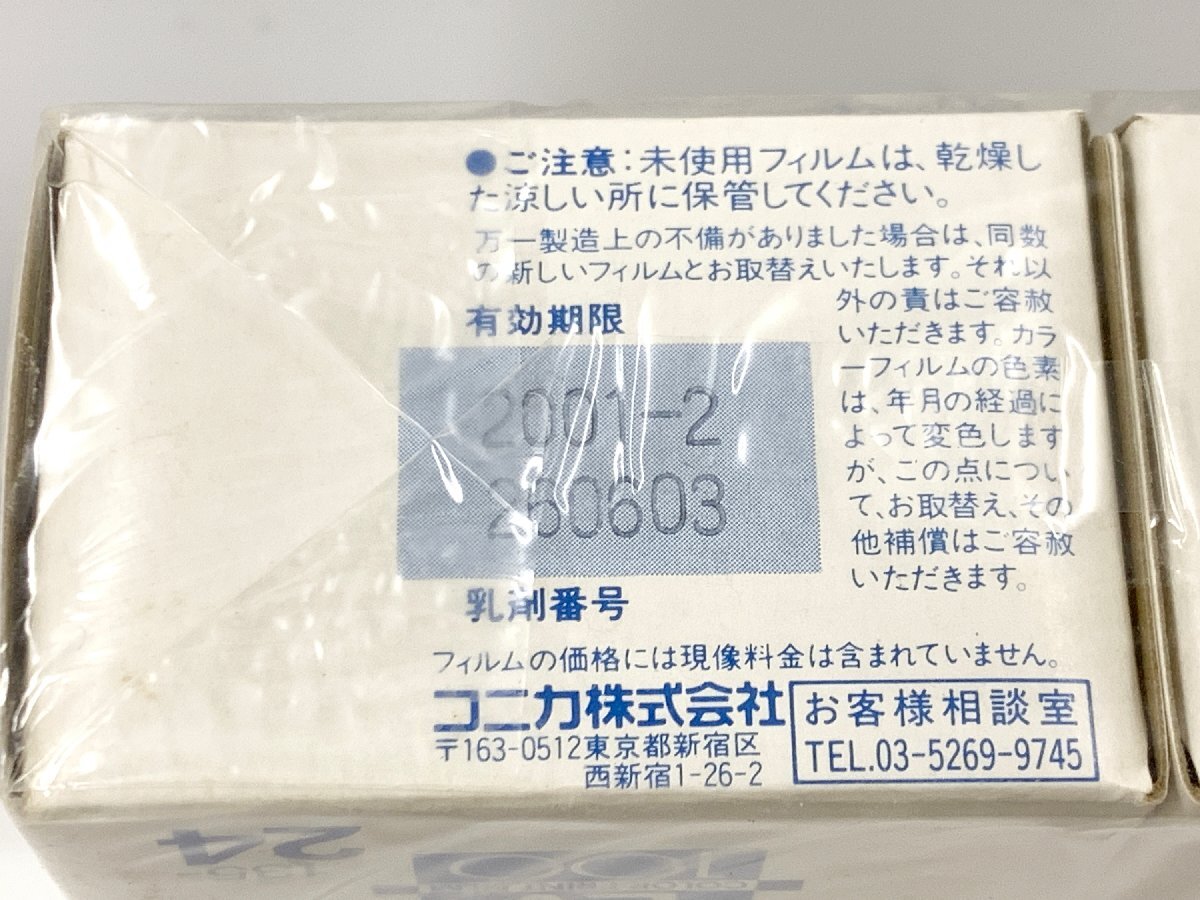 ●ご注意:未使用フィルムは、乾燥し
た涼しい所に保管してください。
万一製造上の不備がありました場合は、同数
の新しいフィルムとお取替えいたします。それ以
外の責はご容赦
いただきます。カラ
ーフィルムの色素
は、年月の経過に
よって変色します
が、この点につい
て、お取替え、その
他補償はご容赦
いただきます。
有効期限
2001-2
260603
乳剤番号
フィルムの価格には現像料金は含まれていません。
コニカ株式会社
〒163-0512東京都新宿区
西新宿1-26-2
お客様相談室
TEL.03-5269-9745
24